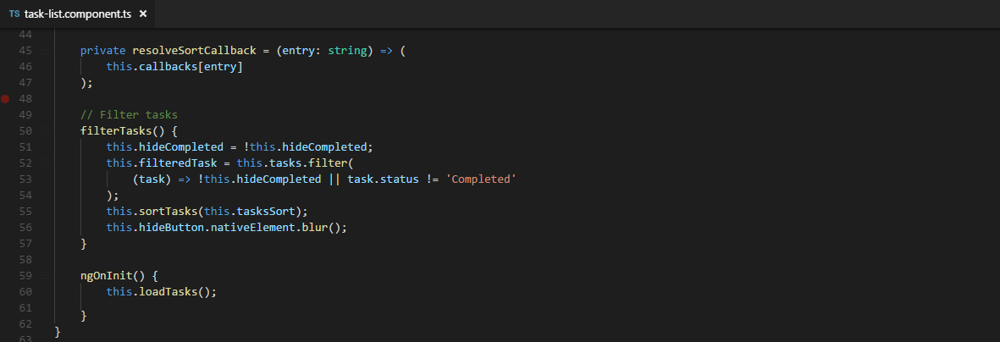 TS task-list.component.ts ×
44
45 private resolveSortCallback = (entry: string) => (
46 this.callbacks[entry]
47 );
48
49 // Filter tasks
50 filterTasks() {
51 this.hideCompleted = !this.hideCompleted;
52 this.filteredTask = this.tasks.filter(
53 (task) => !this.hideCompleted || task.status != 'Completed'
54 );
55 this.sortTasks(this.tasksSort);
56 this.hideButton.nativeElement.blur();
57 }
58
59 ngOnInit() {
60 this.loadTasks();
61 }
62 }
63